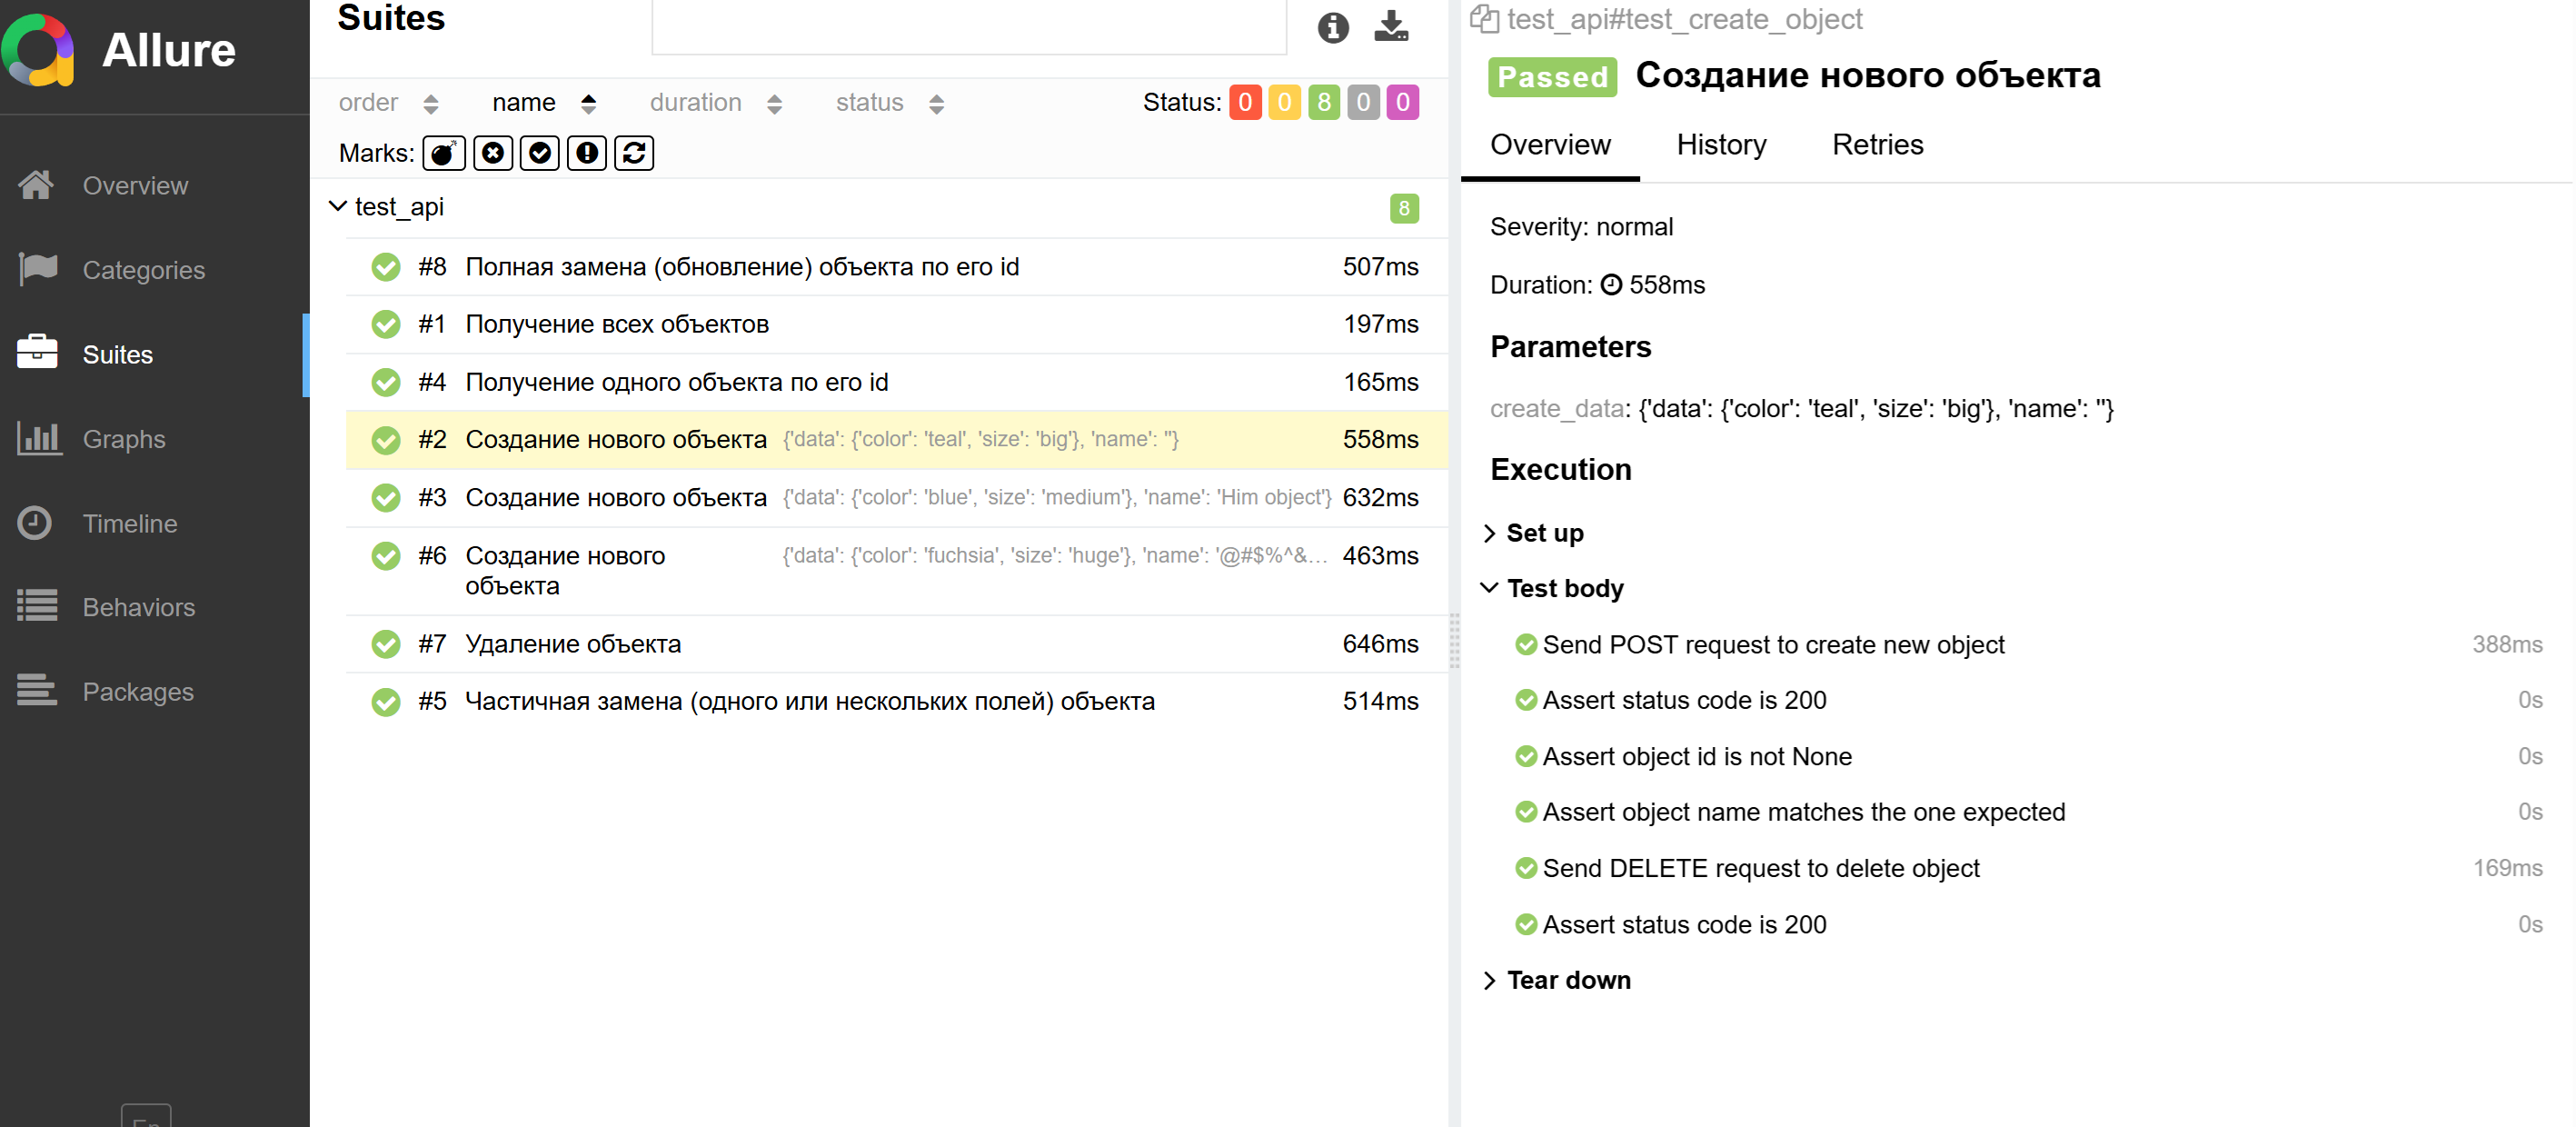 Allure
Overview
Categories
Suites
Graphs
Timeline
Behaviors
Packages
En
Suites
order name duration status Status: 0 0 8 0 0
Marks:
test_api 8
#8 Полная замена (обновление) объекта по его id 507ms
#1 Получение всех объектов 197ms
#4 Получение одного объекта по его id 165ms
#2 Создание нового объекта {'data': {'color': 'teal', 'size': 'big'}, 'name': ''} 558ms
#3 Создание нового объекта {'data': {'color': 'blue', 'size': 'medium'}, 'name': 'Him object'} 632ms
#6 Создание нового {'data': {'color': 'fuchsia', 'size': 'huge'}, 'name': '@#$%^&... 463ms
объекта
#7 Удаление объекта 646ms
#5 Частичная замена (одного или нескольких полей) объекта 514ms
test_api#test_create_object
Passed Создание нового объекта
Overview History Retries
Severity: normal
Duration: 558ms
Parameters
create_data: {'data': {'color': 'teal', 'size': 'big'}, 'name': ''}
Execution
Set up
Test body
Send POST request to create new object 388ms
Assert status code is 200 0s
Assert object id is not None 0s
Assert object name matches the one expected 0s
Send DELETE request to delete object 169ms
Assert status code is 200 0s
Tear down